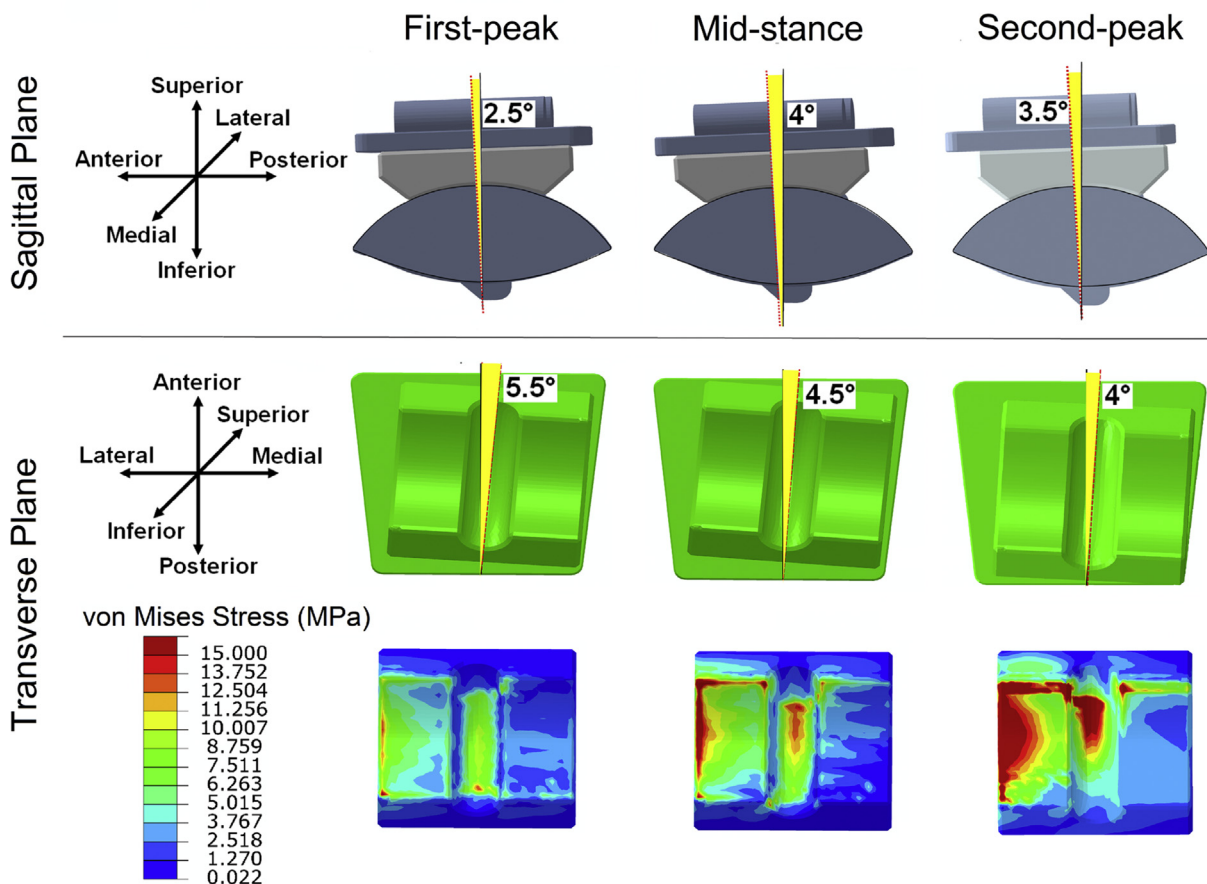 First-peak Mid-stance Second-peak
Sagittal Plane
Superior
Lateral
Anterior Posterior
Medial
Inferior
2.5° 4° 3.5°
Transverse Plane
Anterior
Superior
Lateral Medial
Inferior
Posterior
5.5° 4.5° 4°
von Mises Stress (MPa)
15.000
13.752
12.504
11.256
10.007
8.759
7.511
6.263
5.015
3.767
2.518
1.270
0.022